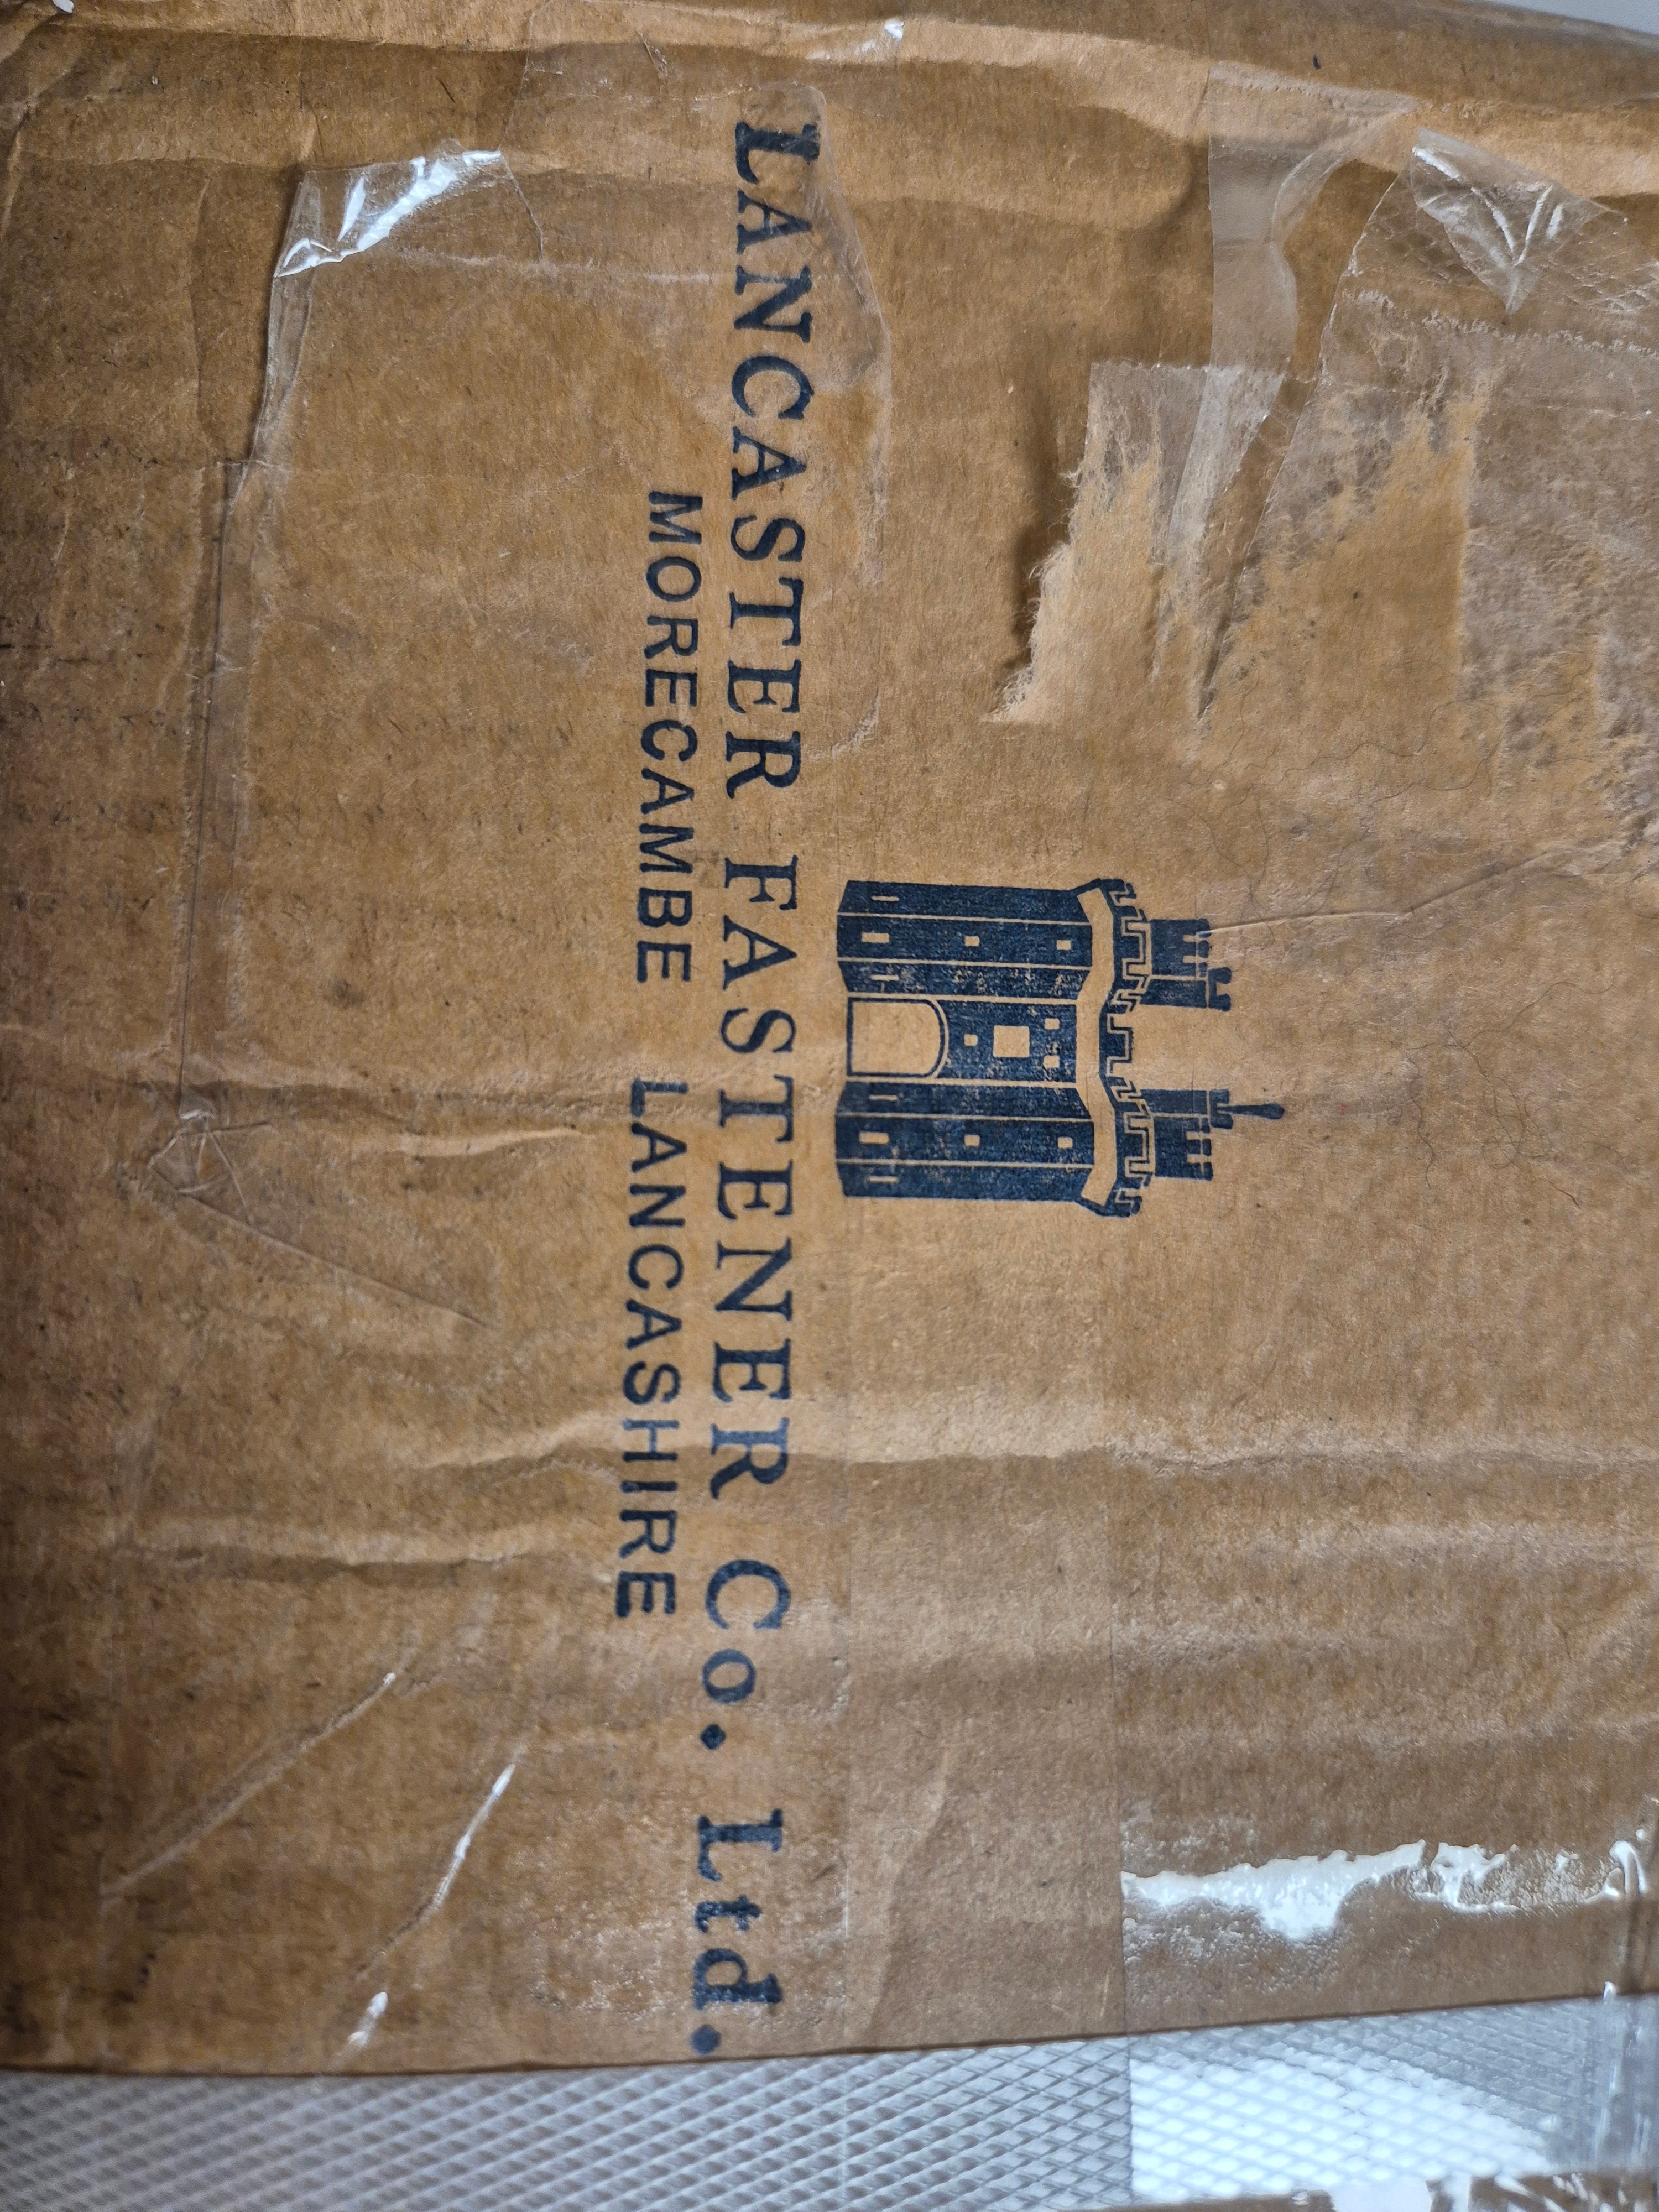 LANCASTER FASTENER Co. Ltd.
MORECAMBE LANCASHIRE